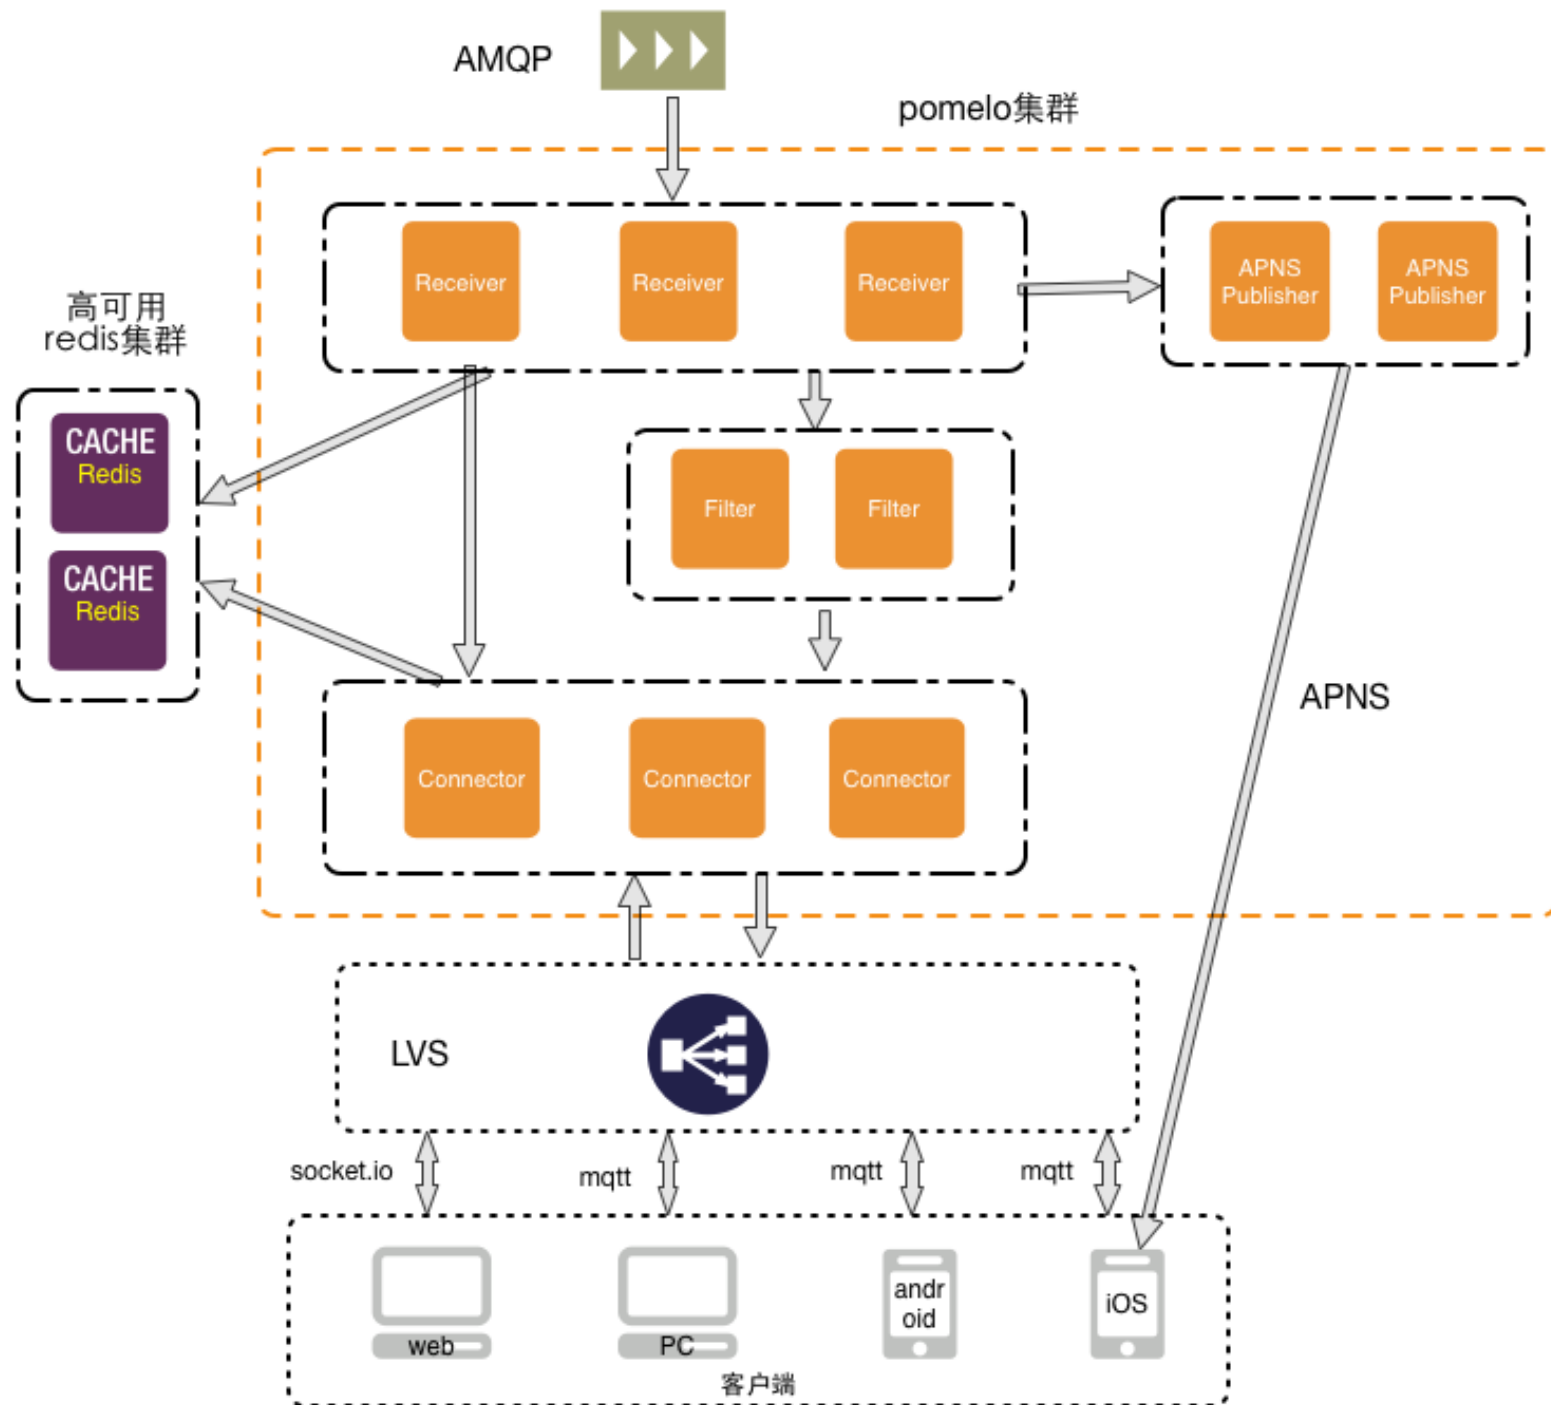 AMQP
pomelo集群
Receiver
Receiver
Receiver
APNS
Publisher
APNS
Publisher
高可用
redis集群
CACHE
Redis
CACHE
Redis
Filter
Filter
APNS
Connector
Connector
Connector
LVS
socket.io
mqtt
mqtt
mqtt
web
PC
andr
oid
iOS
客户端